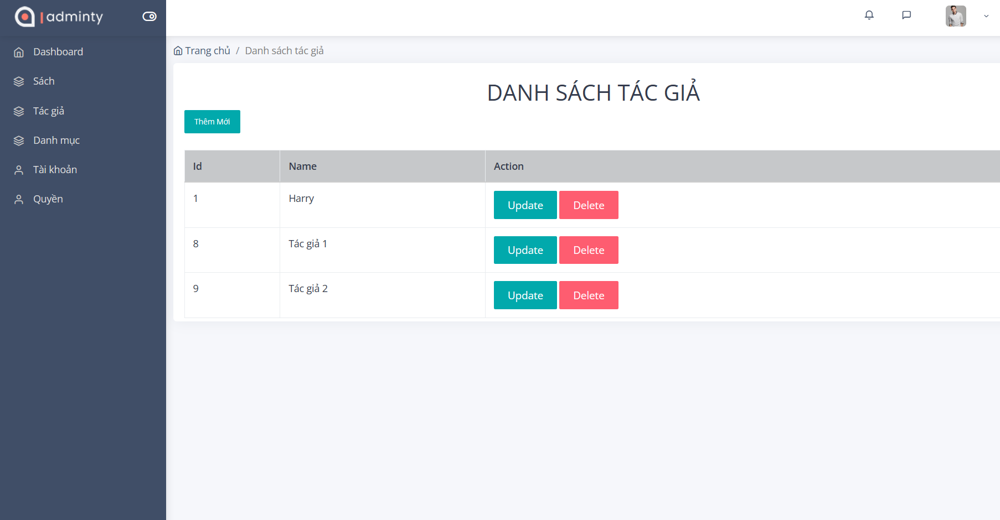 adminty
Dashboard
Sách
Tác giả
Danh mục
Tài khoản
Quyền
Trang chủ / Danh sách tác giả
DANH SÁCH TÁC GIẢ
Thêm Mới
Id Name Action
1 Harry Update Delete
8 Tác giả 1 Update Delete
9 Tác giả 2 Update Delete